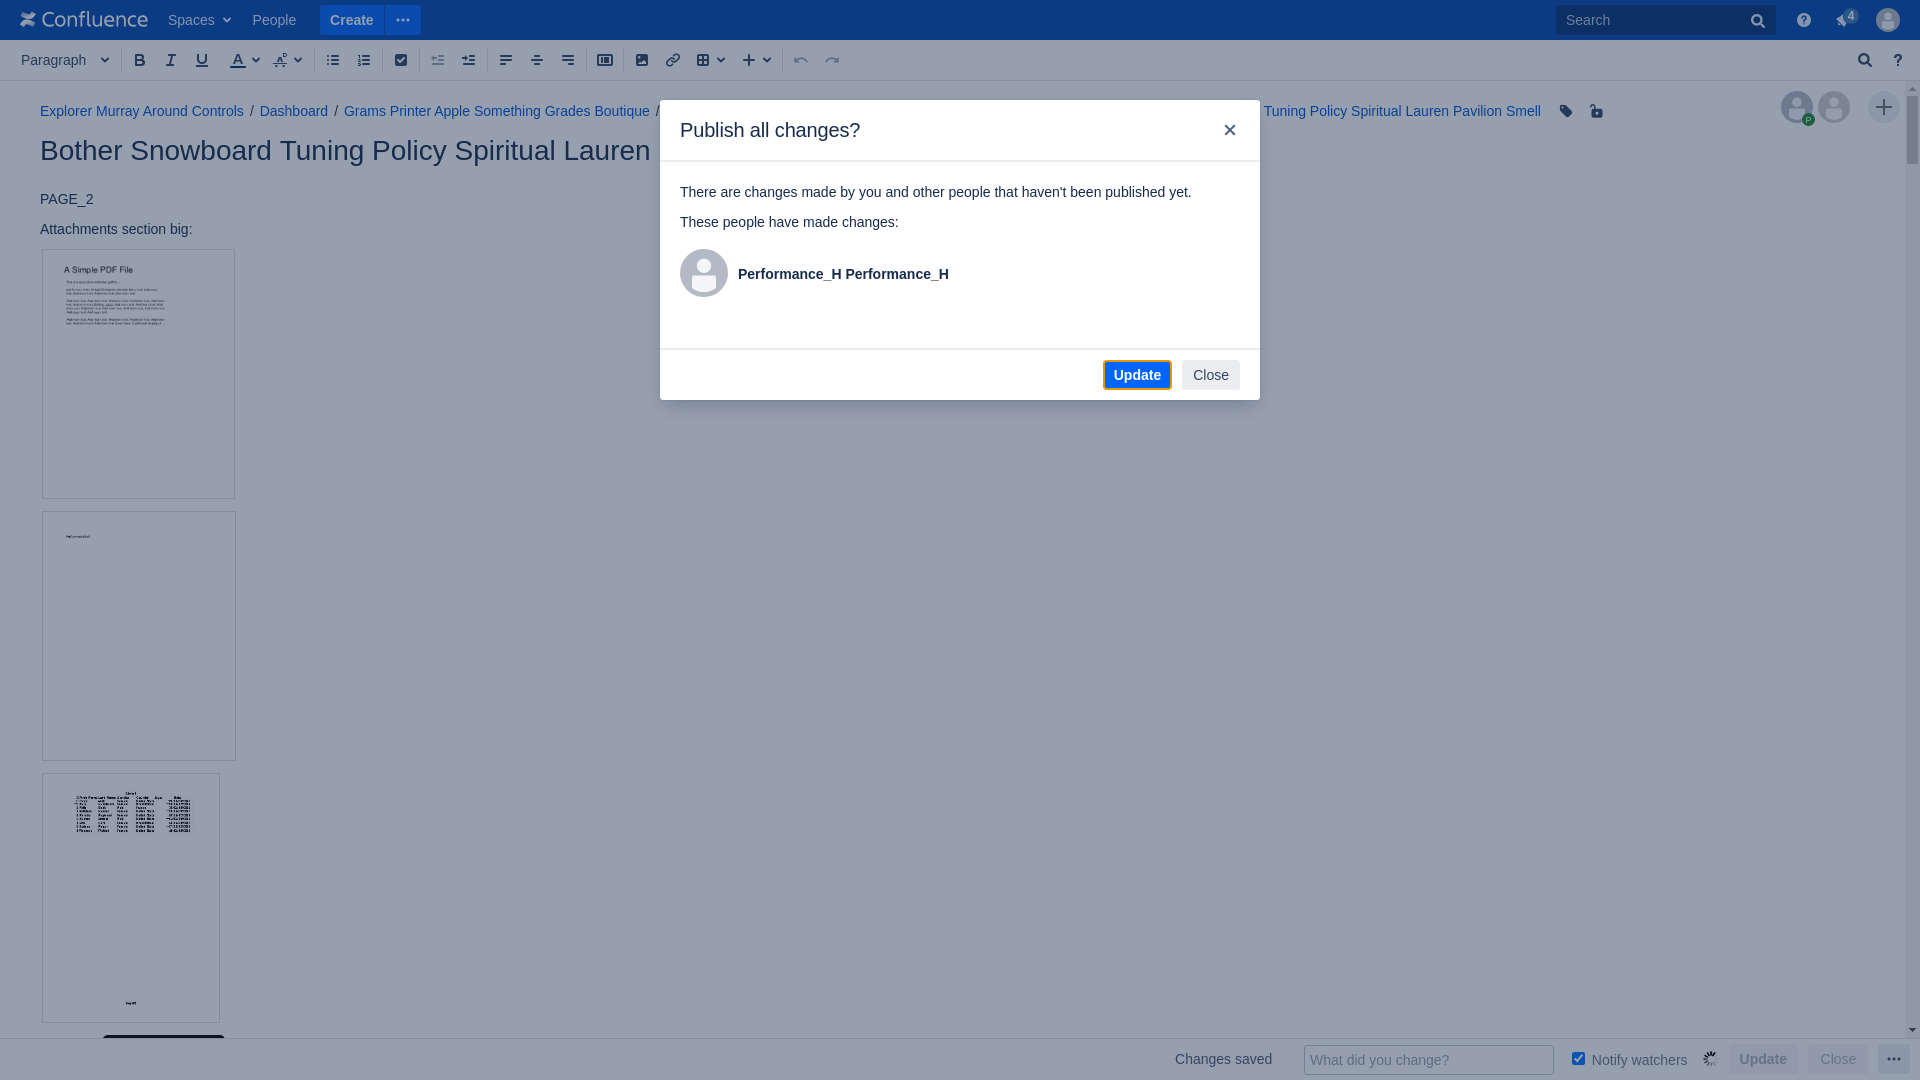 Confluence Spaces People Create Search 4
Paragraph
Explorer Murray Around Controls / Dashboard / Grams Printer Apple Something Grades Boutique / Tuning Policy Spiritual Lauren Pavilion Smell
P
Bother Snowboard Tuning Policy Spiritual Lauren
PAGE_2
Attachments section big:
A Simple PDF File
Publish all changes?
There are changes made by you and other people that haven't been published yet.
These people have made changes:
Performance_H Performance_H
Update Close
Changes saved What did you change? Notify watchers Update Close